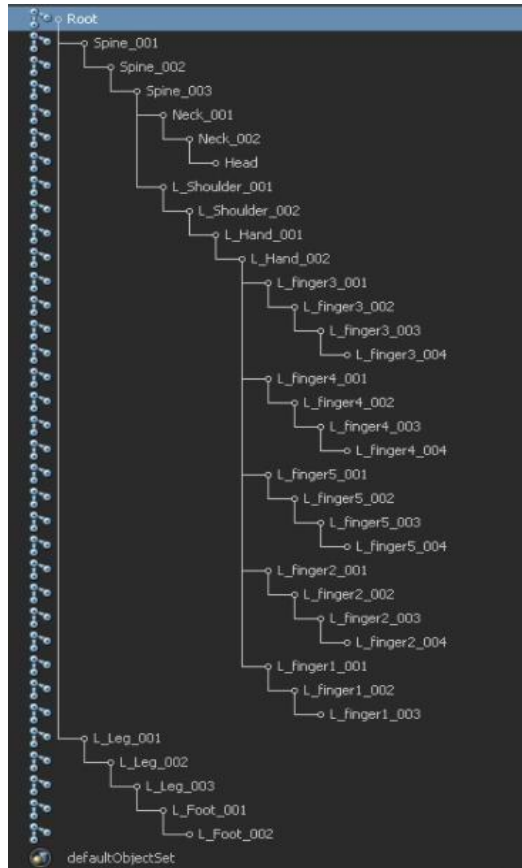 Root
Spine_001
Spine_002
Spine_003
Neck_001
Neck_002
Head
L_Shoulder_001
L_Shoulder_002
L_Hand_001
L_Hand_002
L_finger3_001
L_finger3_002
L_finger3_003
L_finger3_004
L_finger4_001
L_finger4_002
L_finger4_003
L_finger4_004
L_finger5_001
L_finger5_002
L_finger5_003
L_finger5_004
L_finger2_001
L_finger2_002
L_finger2_003
L_finger2_004
L_finger1_001
L_finger1_002
L_finger1_003
L_Leg_001
L_Leg_002
L_Leg_003
L_Foot_001
L_Foot_002
defaultObjectSet